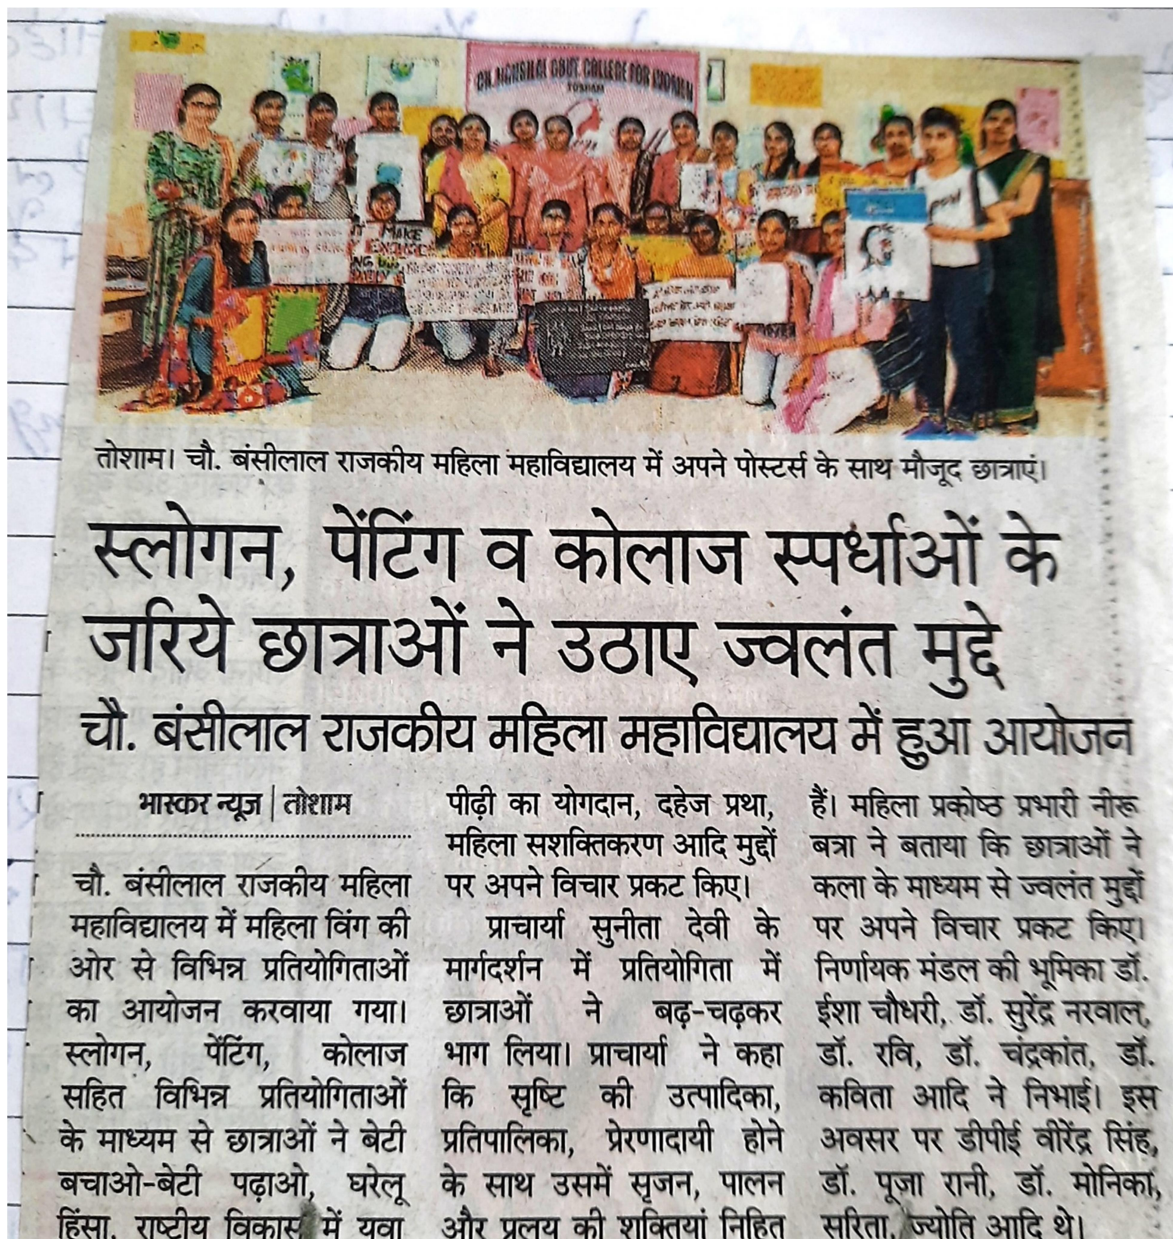 CH. BANSILAL GOVT. COLLEGE FOR WOMEN
TOSHAM
MAKE
तोशाम। चौ. बंसीलाल राजकीय महिला महाविद्यालय में अपने पोस्टर्स के साथ मौजूद छात्राएं।
स्लोगन, पेंटिंग व कोलाज स्पर्धाओं के
जरिये छात्राओं ने उठाए ज्वलंत मुद्दे
चौ. बंसीलाल राजकीय महिला महाविद्यालय में हुआ आयोजन
भास्कर न्यूज | तोशाम
चौ. बंसीलाल राजकीय महिला
महाविद्यालय में महिला विंग की
ओर से विभिन्न प्रतियोगिताओं
का आयोजन करवाया गया।
स्लोगन, पेंटिंग, कोलाज
सहित विभिन्न प्रतियोगिताओं
के माध्यम से छात्राओं ने बेटी
बचाओ-बेटी पढ़ाओ, घरेलू
हिंसा, राष्टीय विकास में युवा
पीढ़ी का योगदान, दहेज प्रथा,
महिला सशक्तिकरण आदि मुद्दों
पर अपने विचार प्रकट किए।
प्राचार्या सुनीता देवी के
मार्गदर्शन में प्रतियोगिता में
छात्राओं ने बढ़-चढ़कर
भाग लिया। प्राचार्या ने कहा
कि सृष्टि की उत्पादिका,
प्रतिपालिका, प्रेरणादायी होने
के साथ उसमें सृजन, पालन
और प्रलय की शक्तियां निहित
हैं। महिला प्रकोष्ठ प्रभारी नीरू
बत्रा ने बताया कि छात्राओं ने
कला के माध्यम से ज्वलंत मुद्दों
पर अपने विचार प्रकट किए।
निर्णायक मंडल की भूमिका डॉ.
ईशा चौधरी, डॉ. सुरेंद्र नरवाल,
डॉ. रवि, डॉ. चंद्रकांत, डॉ.
कविता आदि ने निभाई। इस
अवसर पर डीपीई वीरेंद्र सिंह,
डॉ. पूजा रानी, डॉ. मोनिका,
सरिता, ज्योति आदि थे।